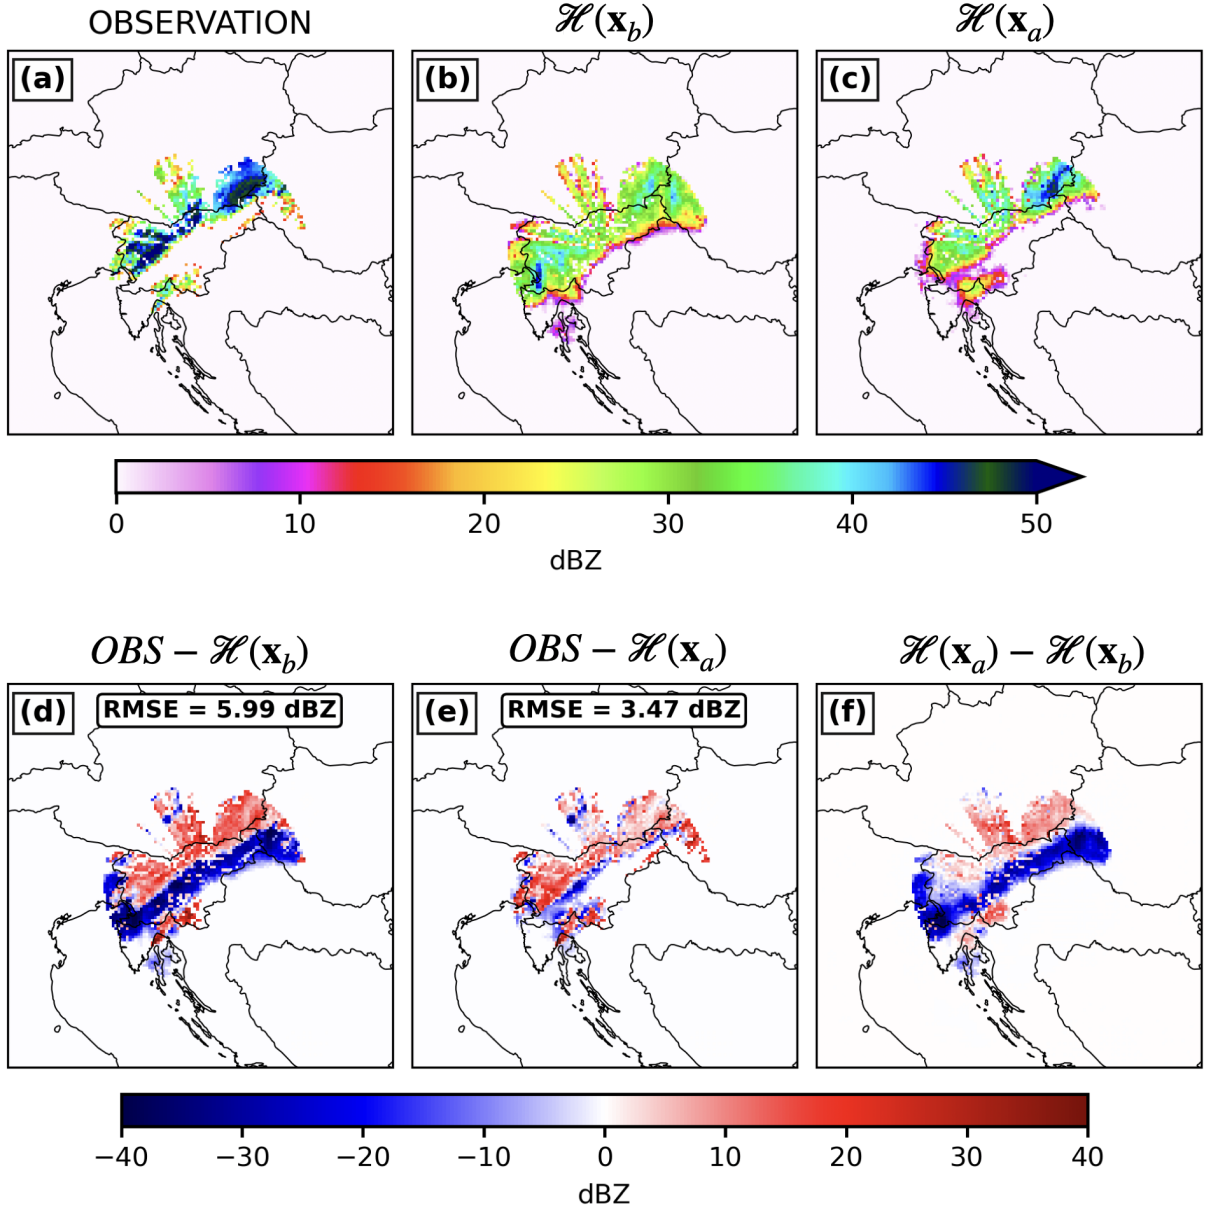 OBSERVATION
ℋ(x_b)
ℋ(x_a)
(a)
(b)
(c)
0 10 20 30 40 50
dBZ
OBS − ℋ(x_b)
OBS − ℋ(x_a)
ℋ(x_a) − ℋ(x_b)
(d) RMSE = 5.99 dBZ
(e) RMSE = 3.47 dBZ
(f)
−40 −30 −20 −10 0 10 20 30 40
dBZ